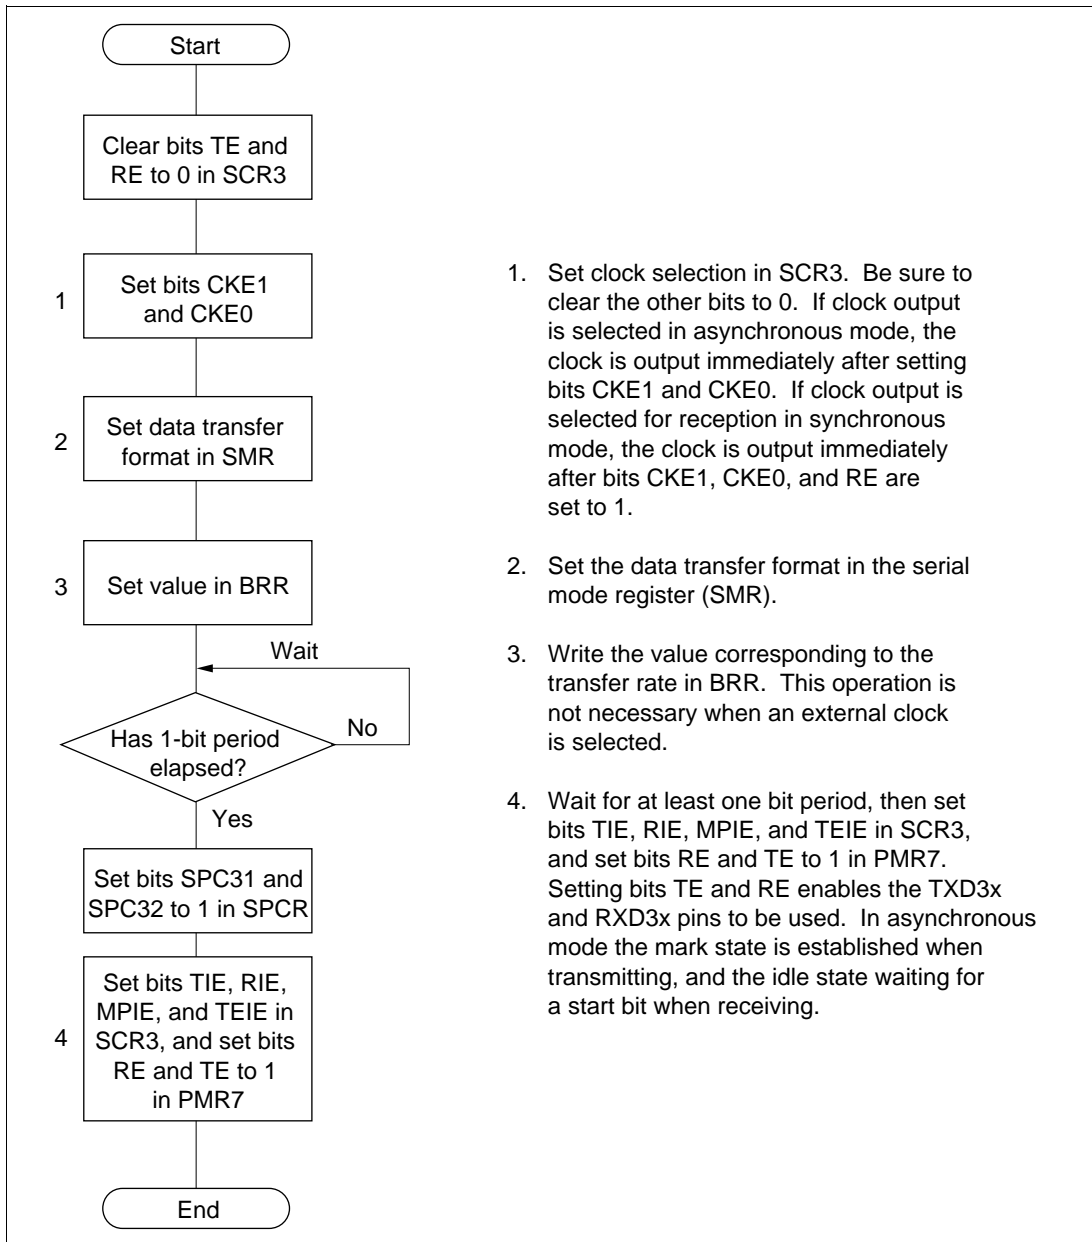 Start
Clear bits TE and
RE to 0 in SCR3
1
Set bits CKE1
and CKE0
2
Set data transfer
format in SMR
3
Set value in BRR
Wait
Has 1-bit period
elapsed?
No
Yes
Set bits SPC31 and
SPC32 to 1 in SPCR
4
Set bits TIE, RIE,
MPIE, and TEIE in
SCR3, and set bits
RE and TE to 1
in PMR7
End
1. Set clock selection in SCR3. Be sure to
clear the other bits to 0. If clock output
is selected in asynchronous mode, the
clock is output immediately after setting
bits CKE1 and CKE0. If clock output is
selected for reception in synchronous
mode, the clock is output immediately
after bits CKE1, CKE0, and RE are
set to 1.
2. Set the data transfer format in the serial
mode register (SMR).
3. Write the value corresponding to the
transfer rate in BRR. This operation is
not necessary when an external clock
is selected.
4. Wait for at least one bit period, then set
bits TIE, RIE, MPIE, and TEIE in SCR3,
and set bits RE and TE to 1 in PMR7.
Setting bits TE and RE enables the TXD3x
and RXD3x pins to be used. In asynchronous
mode the mark state is established when
transmitting, and the idle state waiting for
a start bit when receiving.